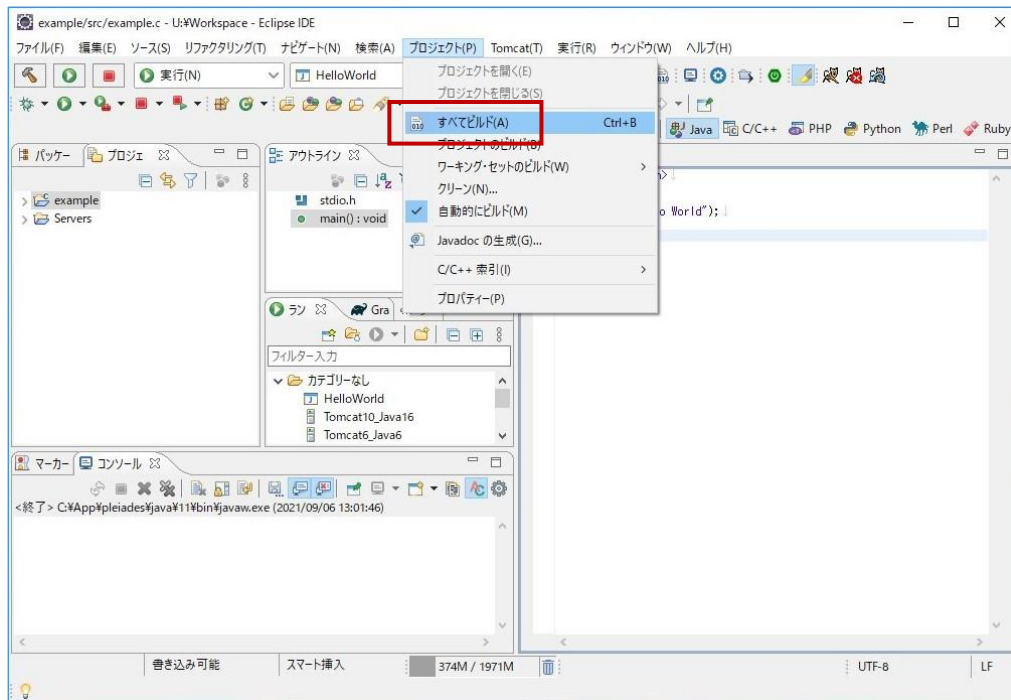 example/src/example.c - U:¥Workspace - Eclipse IDE
ファイル(F) 編集(E) ソース(S) リファクタリング(T) ナビゲート(N) 検索(A) プロジェクト(P) Tomcat(T) 実行(R) ウィンドウ(W) ヘルプ(H)
実行(N) HelloWorld
プロジェクトを開く(E)
プロジェクトを閉じる(S)
すべてビルド(A) Ctrl+B
プロジェクトのビルド(B)
ワーキング・セットのビルド(W)
クリーン(N)...
自動的にビルド(M)
Javadoc の生成(G)...
C/C++ 索引(I)
プロパティー(P)
Java C/C++ PHP Python Perl Ruby
パッケー プロジェ
example
Servers
アウトライン
stdio.h
main() : void
o World");
ラン Gra
フィルター入力
カテゴリーなし
HelloWorld
Tomcat10_Java16
Tomcat6_Java6
マーカー コンソール
<終了> C:¥App¥pleiades¥java¥11¥bin¥javaw.exe (2021/09/06 13:01:46)
書き込み可能 スマート挿入 374M / 1971M UTF-8 LF